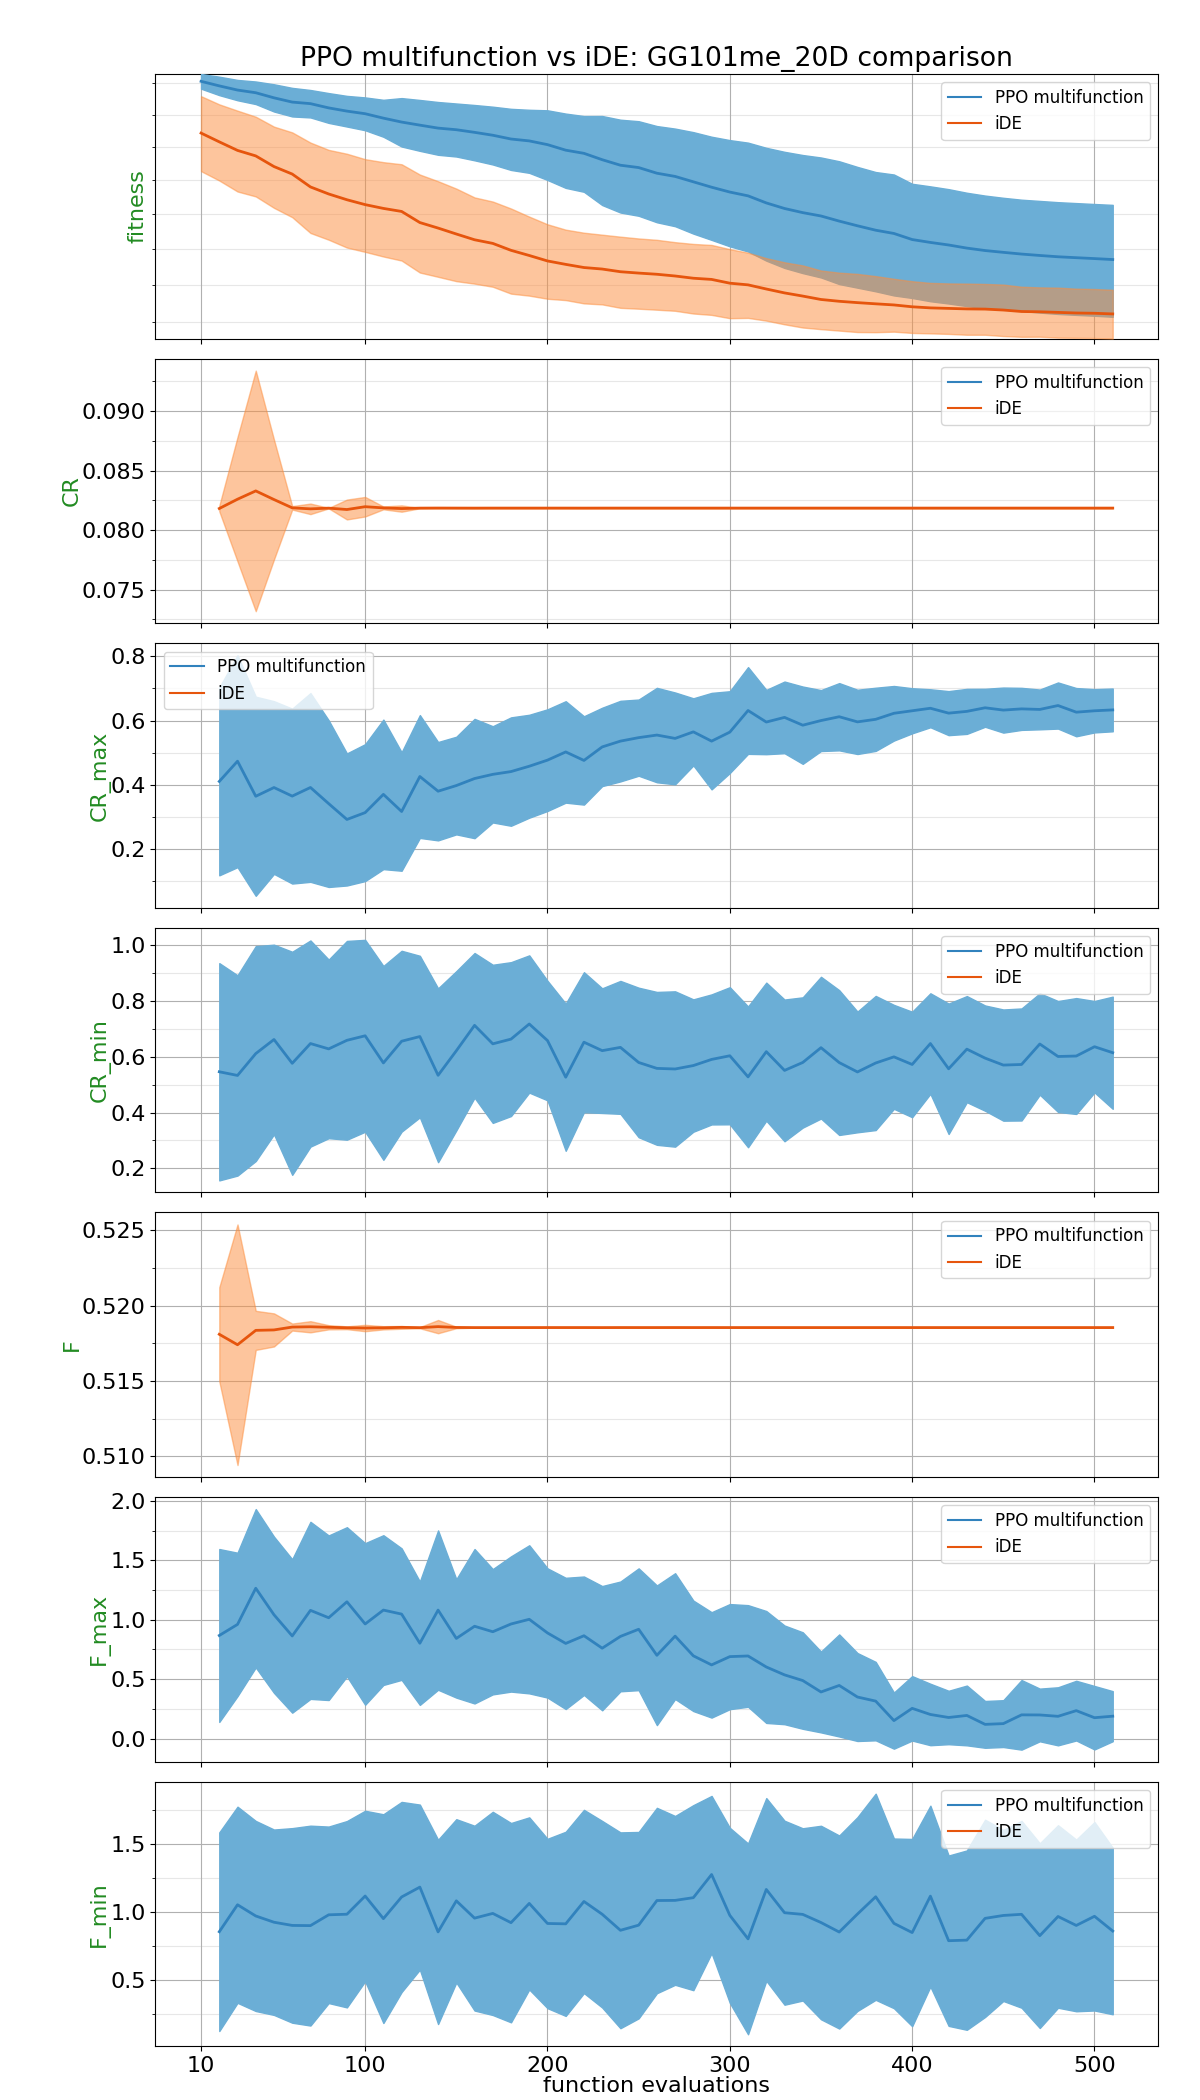 PPO multifunction vs iDE: GG101me_20D comparison
fitness
PPO multifunction
iDE
CR
0.090
0.085
0.080
0.075
PPO multifunction
iDE
CR_max
0.8
0.6
0.4
0.2
PPO multifunction
iDE
CR_min
1.0
0.8
0.6
0.4
0.2
PPO multifunction
iDE
F
0.525
0.520
0.515
0.510
PPO multifunction
iDE
F_max
2.0
1.5
1.0
0.5
0.0
PPO multifunction
iDE
F_min
1.5
1.0
0.5
PPO multifunction
iDE
10 100 200 300 400 500
function evaluations